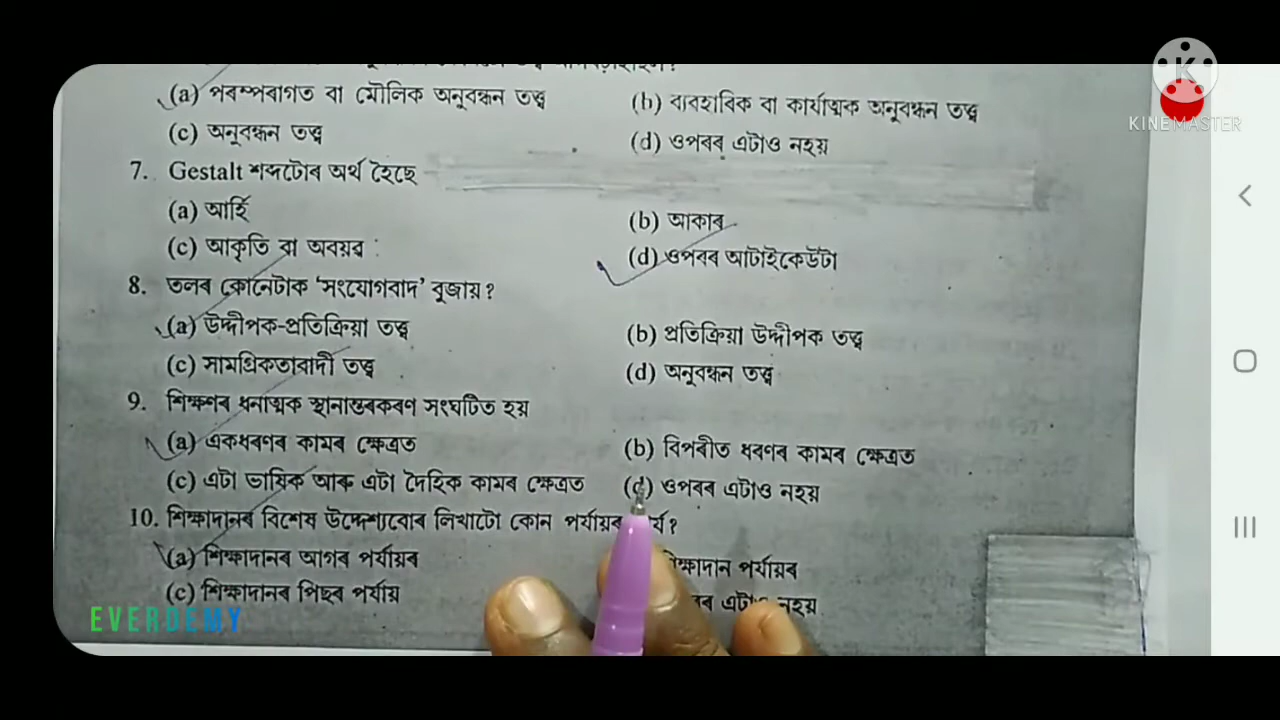 (a) পৰম্পৰাগত বা মৌলিক অনুবন্ধন তত্ত্ব (b) ব্যবহাৰিক বা কাৰ্যাত্মক অনুবন্ধন তত্ত্ব
(c) অনুবন্ধন তত্ত্ব (d) ওপৰৰ এটাও নহয়
7. Gestalt শব্দটোৰ অৰ্থ হৈছে
(a) আৰ্হি (b) আকাৰ
(c) আকৃতি বা অবয়ৱ (d) ওপৰৰ আটাইকেউটা
8. তলৰ কোনেটাক ‘সংযোগবাদ’ বুজায়?
(a) উদ্দীপক-প্ৰতিক্ৰিয়া তত্ত্ব (b) প্ৰতিক্ৰিয়া উদ্দীপক তত্ত্ব
(c) সামগ্ৰিকতাবাদী তত্ত্ব (d) অনুবন্ধন তত্ত্ব
9. শিক্ষণৰ ধনাত্মক স্থানান্তৰকৰণ সংঘটিত হয়
(a) একধৰণৰ কামৰ ক্ষেত্ৰত (b) বিপৰীত ধৰণৰ কামৰ ক্ষেত্ৰত
(c) এটা ভাষিক আৰু এটা দৈহিক কামৰ ক্ষেত্ৰত (d) ওপৰৰ এটাও নহয়
10. শিক্ষাদানৰ বিশেষ উদ্দেশ্যবোৰ লিখাটো কোন
(a) শিক্ষাদানৰ আগৰ পৰ্যায়ৰ পৰ্যায়ৰ
(c) শিক্ষাদানৰ পিছৰ পৰ্যায় নহয়
EVERDEMY
K
KINEMASTER